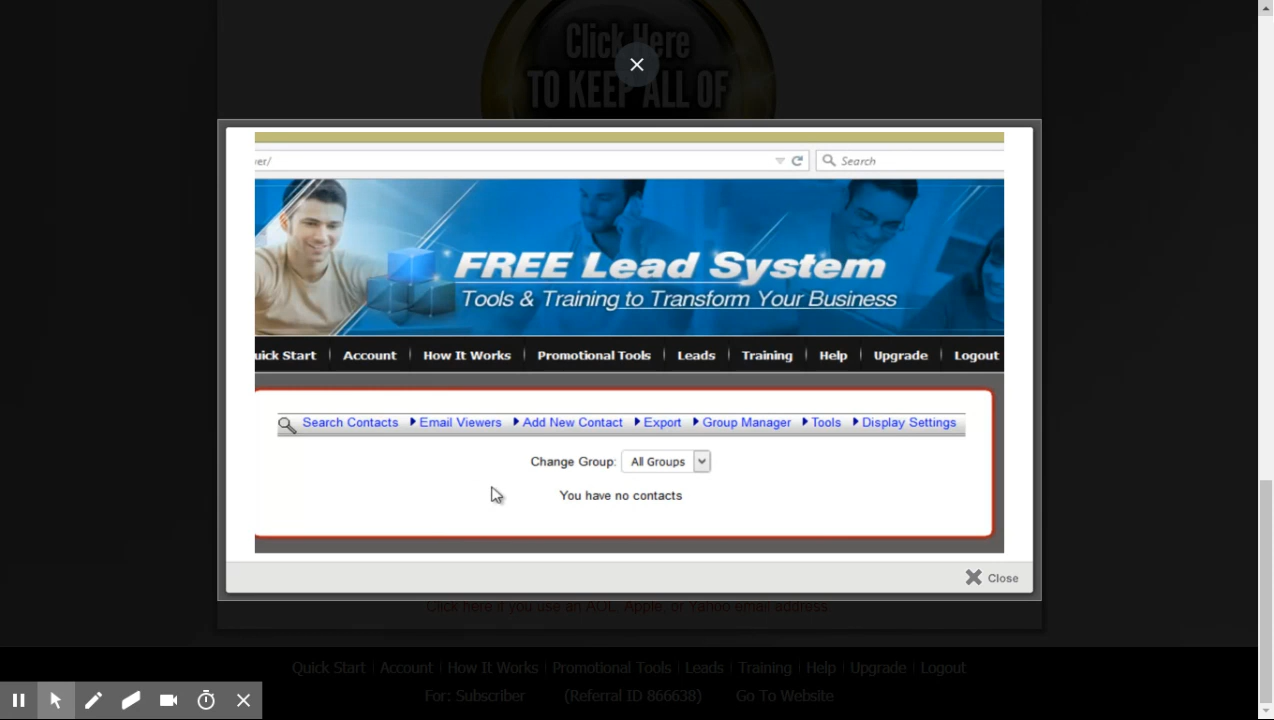 Click Here
TO KEEP ALL OF
ver/
Search
FREE Lead System
Tools & Training to Transform Your Business
uick Start Account How It Works Promotional Tools Leads Training Help Upgrade Logout
Search Contacts Email Viewers Add New Contact Export Group Manager Tools Display Settings
Change Group: All Groups
You have no contacts
Close
Click here if you use an AOL, Apple, or Yahoo email address.
Quick Start | Account | How It Works | Promotional Tools | Leads | Training | Help | Upgrade | Logout
For: Subscriber (Referral ID 866638) Go To Website